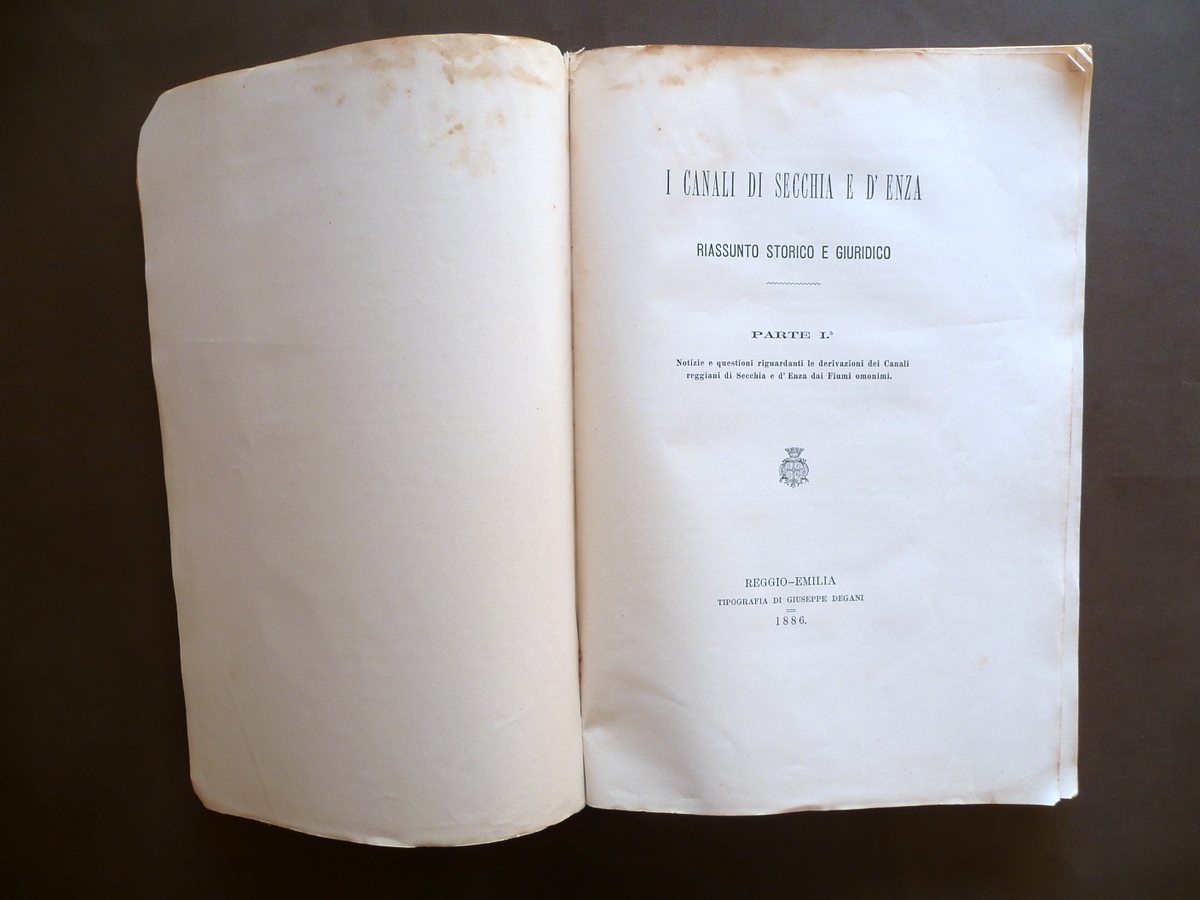 I CANALI DI SECCHIA E D' ENZA
RIASSUNTO STORICO E GIURIDICO
PARTE I.ª
Notizie e questioni riguardanti le derivazioni dei Canali
reggiani di Secchia e d' Enza dai Fiumi omonimi.
REGGIO-EMILIA
TIPOGRAFIA DI GIUSEPPE DEGANI
1886.